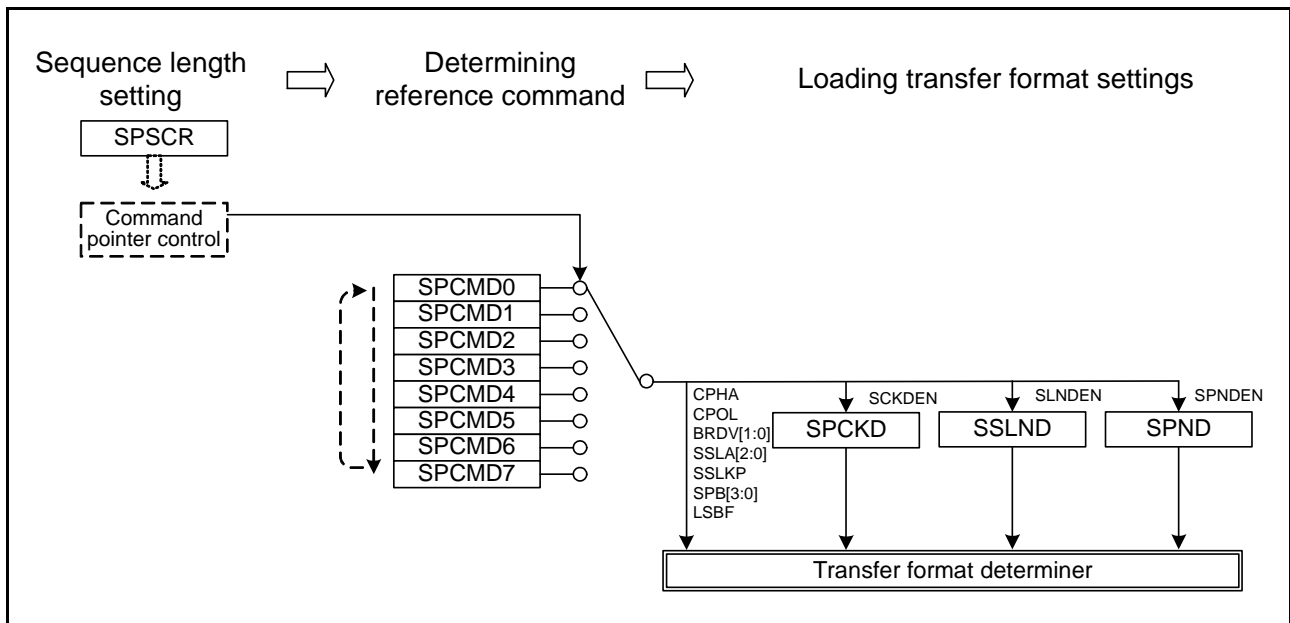 Sequence length
setting
Determining
reference command
Loading transfer format settings
SPSCR
Command
pointer control
SPCMD0
SPCMD1
SPCMD2
SPCMD3
SPCMD4
SPCMD5
SPCMD6
SPCMD7
CPHA
CPOL
BRDV[1:0]
SSLA[2:0]
SSLKP
SPB[3:0]
LSBF
SCKDEN
SPCKD
SLNDEN
SSLND
SPNDEN
SPND
Transfer format determiner